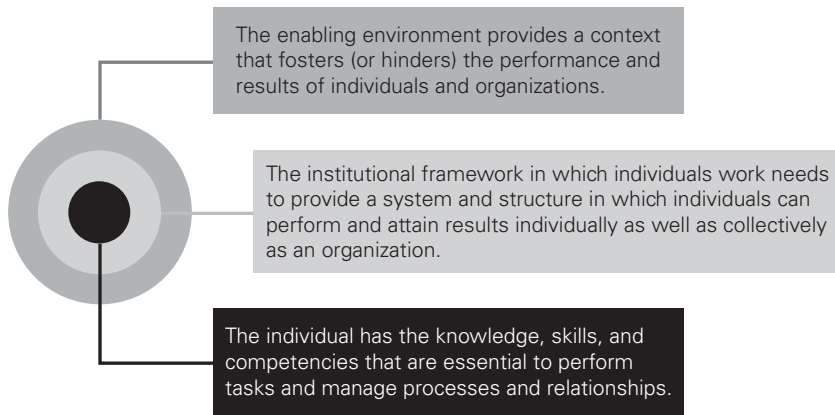 The enabling environment provides a context
that fosters (or hinders) the performance and
results of individuals and organizations.
The institutional framework in which individuals work needs
to provide a system and structure in which individuals can
perform and attain results individually as well as collectively
as an organization.
The individual has the knowledge, skills, and
competencies that are essential to perform
tasks and manage processes and relationships.